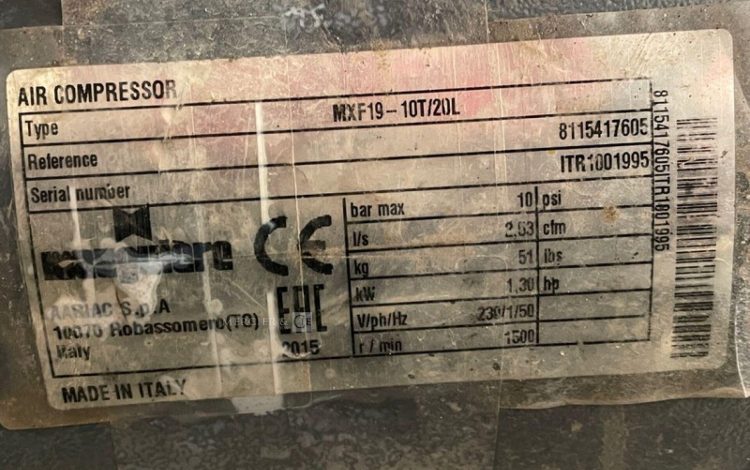 AIR COMPRESSOR
Type MXF19-10T/20L
Reference 8115417605
Serial number ITR1001995
bar max 10 psi
l/s 2,53 cfm
kg 51 lbs
kW 1,30 hp
V/ph/Hz 230/1/50
r / min 1500
CE
EAC
S.p.A
10070 Robassomero(TO)
Italy 2015
MADE IN ITALY
8115417605ITR1001995